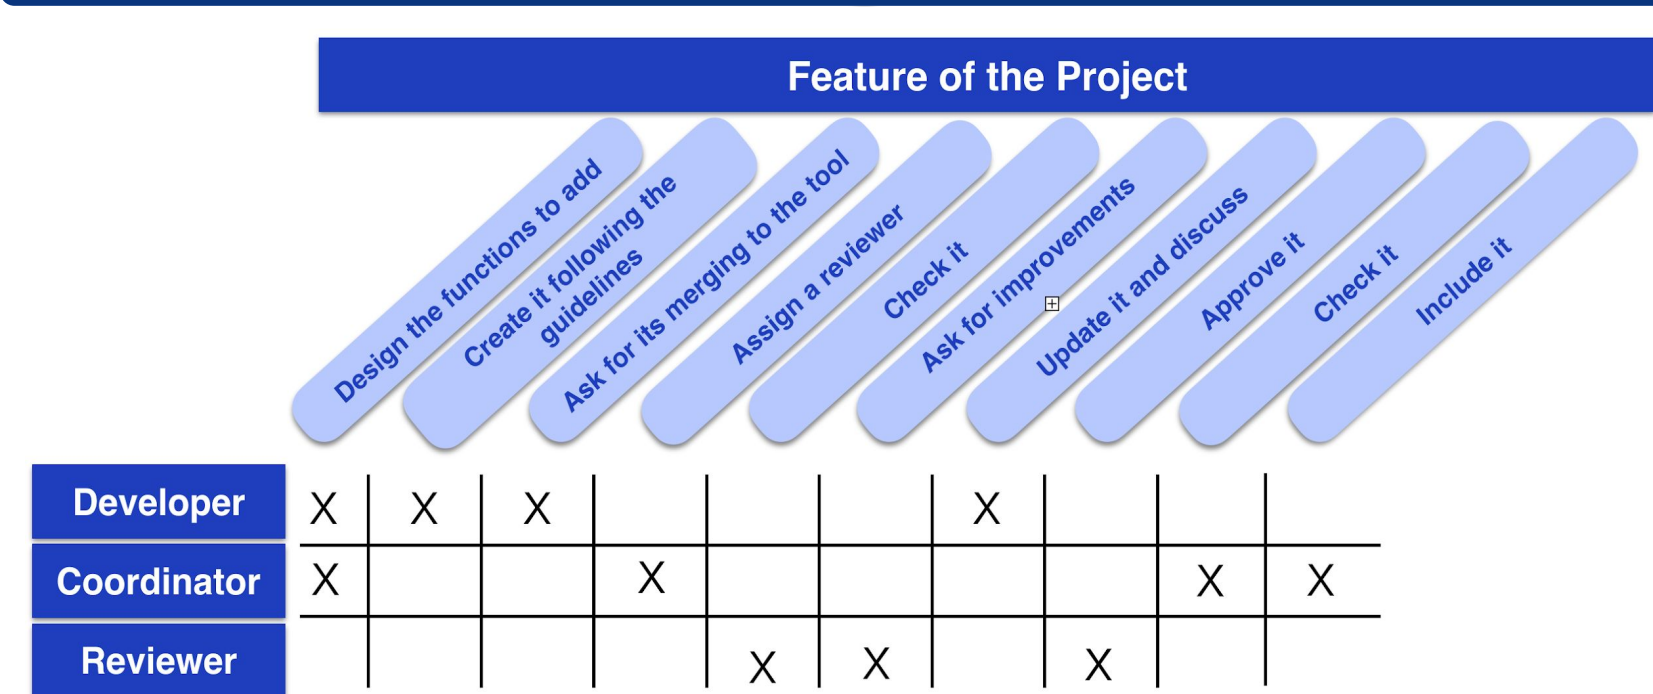 Feature of the Project
Design the functions to add
Create it following the
guidelines
Ask for its merging to the tool
Assign a reviewer
Check it
Ask for improvements
Update it and discuss
Approve it
Check it
Include it
Developer X X X X
Coordinator X X X X
Reviewer X X X